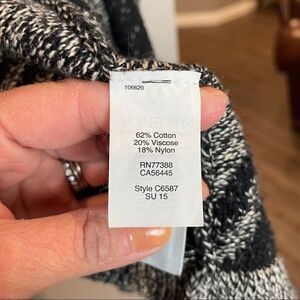 106620
62% Cotton
20% Viscose
18% Nylon
RN77388
CA56445
Style C6587
SU 15